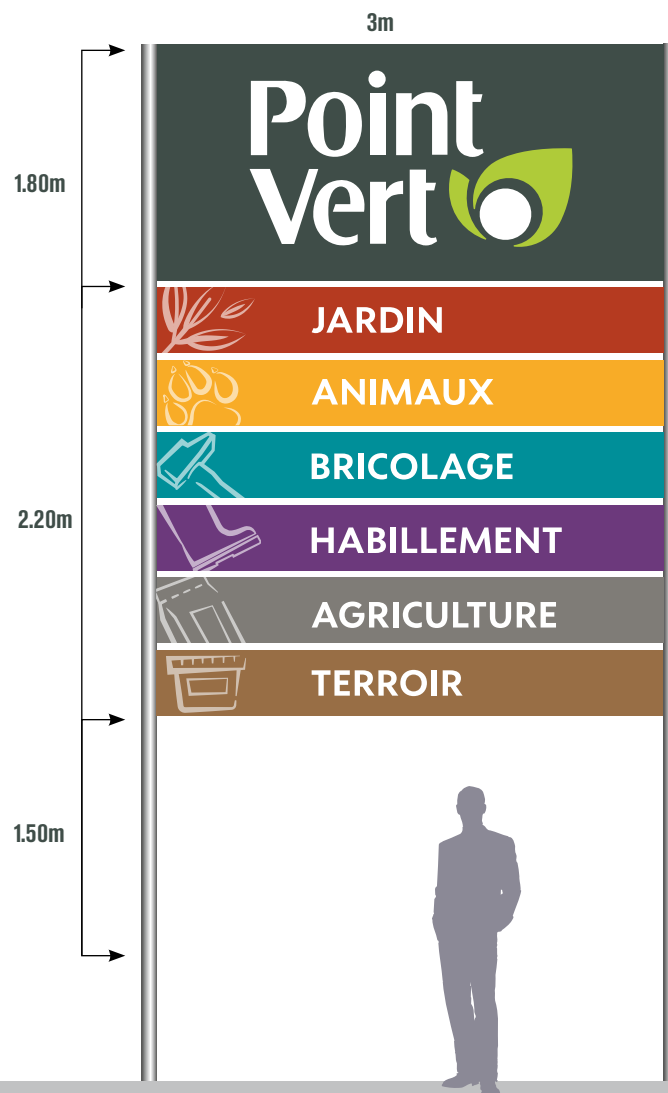 3m
1.80m
Point
Vert
JARDIN
ANIMAUX
BRICOLAGE
2.20m
HABILLEMENT
AGRICULTURE
TERROIR
1.50m